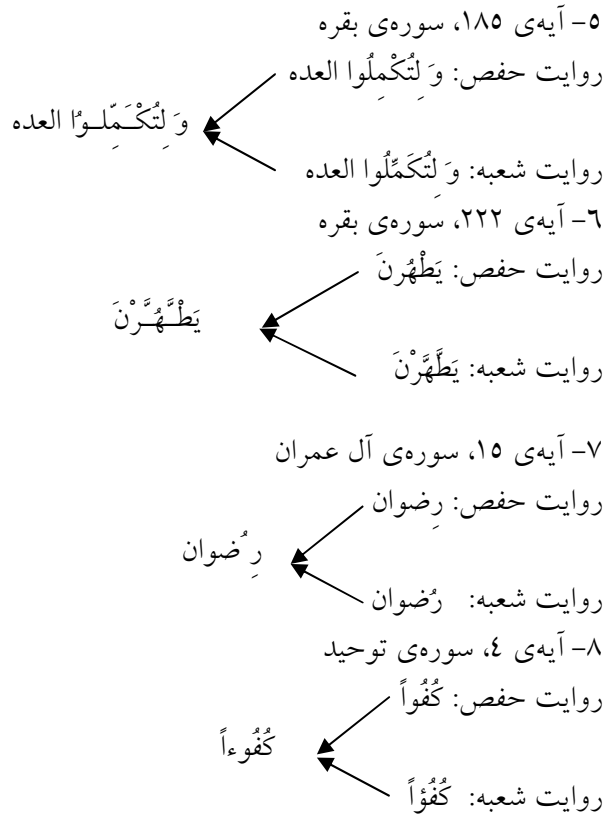 ٥- آیه‌ی ١٨٥، سوره‌ی بقره
روایت حفص: وَ لِتُکْمِلُوا العده
وَ لِتُکْـَمِّلـوُا العده
روایت شعبه: وَ لِتُکَمِّلُوا العده
٦- آیه‌ی ٢٢٢، سوره‌ی بقره
روایت حفص: یَطْهُرنَ
یَطْـَّهُـَّرْنَ
روایت شعبه: یَطَّهَّرْنَ
٧- آیه‌ی ١٥، سوره‌ی آل عمران
روایت حفص: رِضوان
رِ ُضوان
روایت شعبه: رُضوان
٨- آیه‌ی ٤، سوره‌ی توحید
روایت حفص: کُفُواً
کُفُوءاً
روایت شعبه: کُفُؤاً